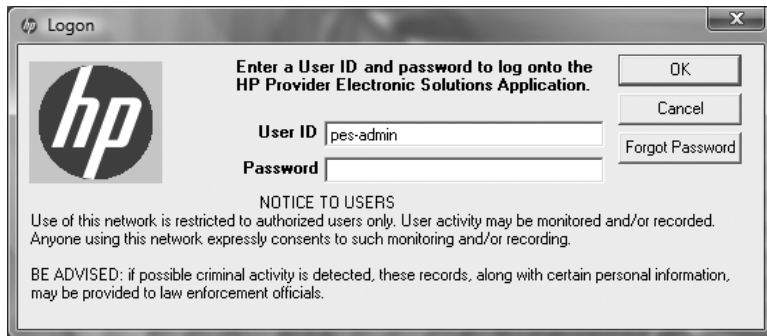 hp Logon
hp
Enter a User ID and password to log onto the
HP Provider Electronic Solutions Application.
OK
Cancel
Forgot Password
User ID pes-admin
Password
NOTICE TO USERS
Use of this network is restricted to authorized users only. User activity may be monitored and/or recorded.
Anyone using this network expressly consents to such monitoring and/or recording.
BE ADVISED: if possible criminal activity is detected, these records, along with certain personal information,
may be provided to law enforcement officials.